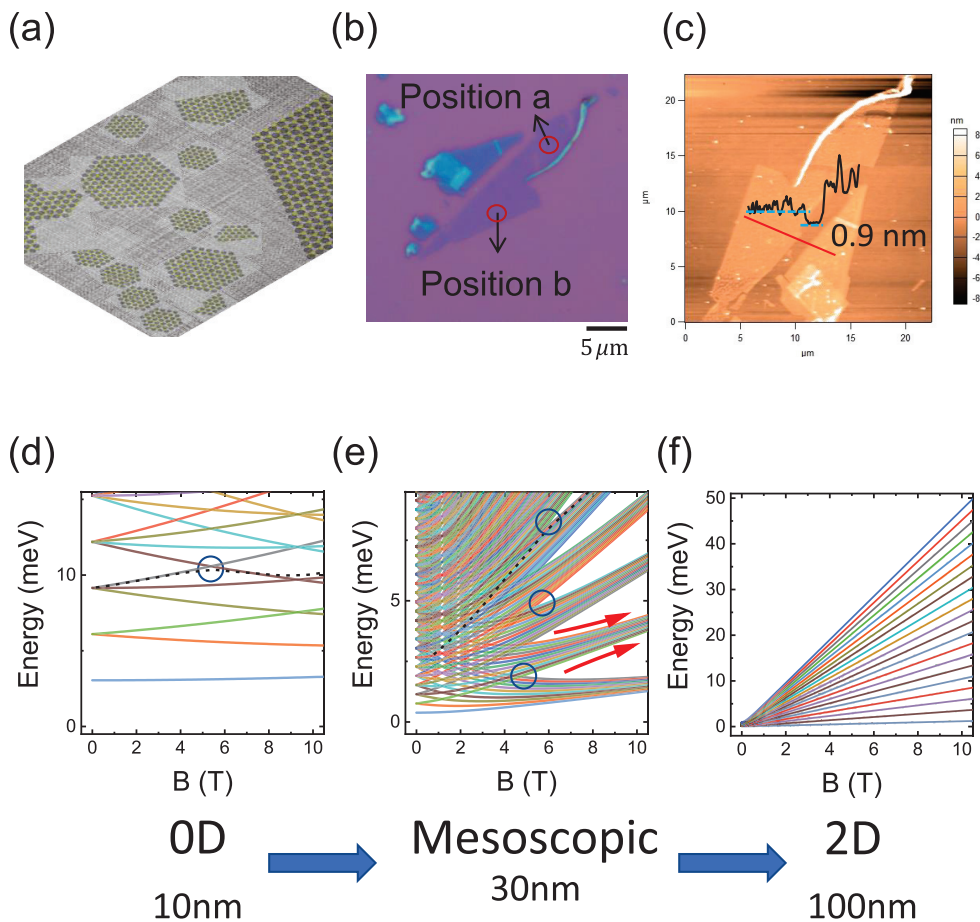 (a)
(b)
(c)
Position a
Position b
5 μm
20
15
μm
10
5
0
0
5
10
15
20
μm
0.9 nm
nm
8
6
4
2
0
-2
-4
-6
-8
(d)
(e)
(f)
Energy (meV)
10
0
0 2 4 6 8 10
B (T)
Energy (meV)
5
0
0 2 4 6 8 10
B (T)
Energy (meV)
50
40
30
20
10
0
0 2 4 6 8 10
B (T)
0D
Mesoscopic
2D
10nm
30nm
100nm